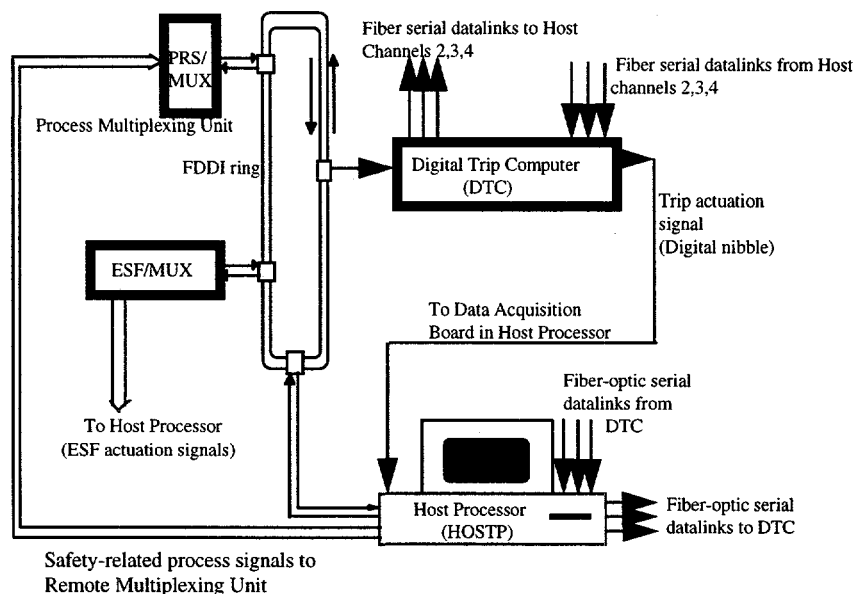 Fiber serial datalinks to Host
Channels 2,3,4
PRS/
MUX
Fiber serial datalinks from Host
channels 2,3,4
Process Multiplexing Unit
FDDI ring
Digital Trip Computer
(DTC)
Trip actuation
signal
(Digital nibble)
ESF/MUX
To Data Acquisition
Board in Host Processor
Fiber-optic serial
datalinks from
DTC
To Host Processor
(ESF actuation signals)
Host Processor
(HOSTP)
Fiber-optic serial
datalinks to DTC
Safety-related process signals to
Remote Multiplexing Unit